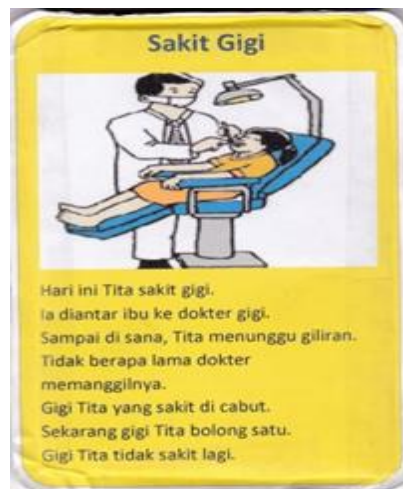 Sakit Gigi
Hari ini Tita sakit gigi.
Ia diantar ibu ke dokter gigi.
Sampai di sana, Tita menunggu giliran.
Tidak berapa lama dokter
memanggilnya.
Gigi Tita yang sakit di cabut.
Sekarang gigi Tita bolong satu.
Gigi Tita tidak sakit lagi.